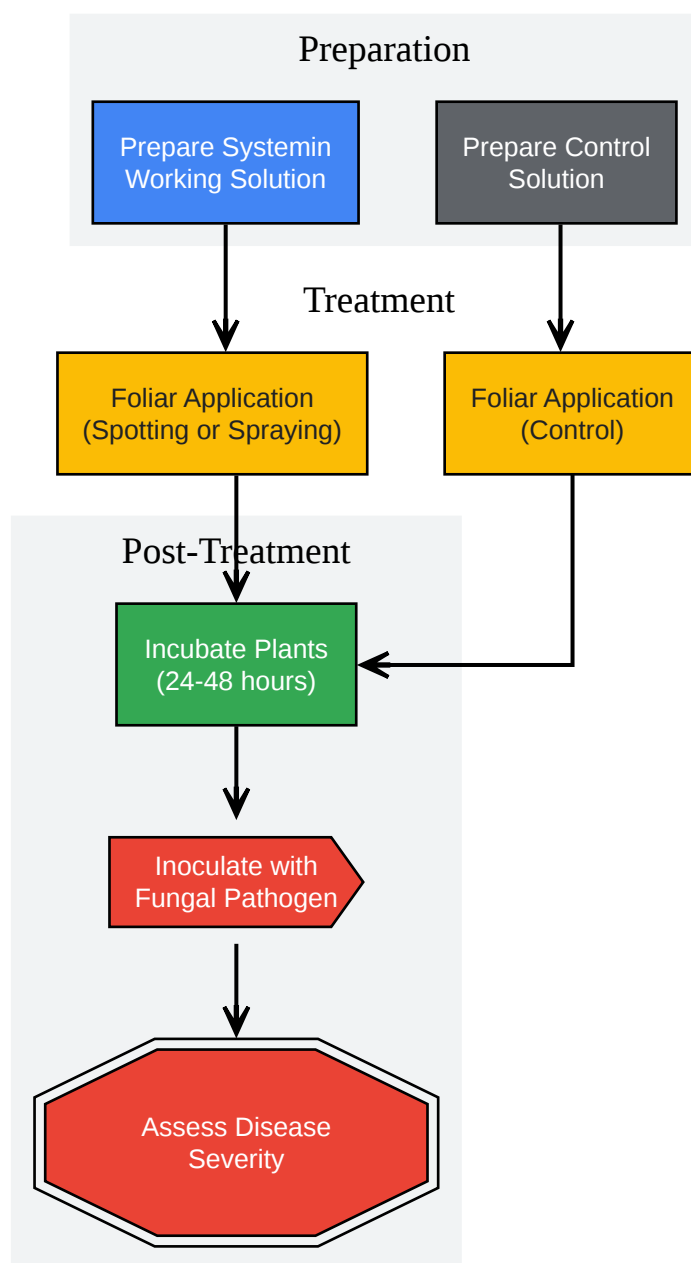 Preparation
Prepare Systemin
Working Solution
Prepare Control
Solution
Treatment
Foliar Application
(Spotting or Spraying)
Foliar Application
(Control)
Post-Treatment
Incubate Plants
(24-48 hours)
Inoculate with
Fungal Pathogen
Assess Disease
Severity